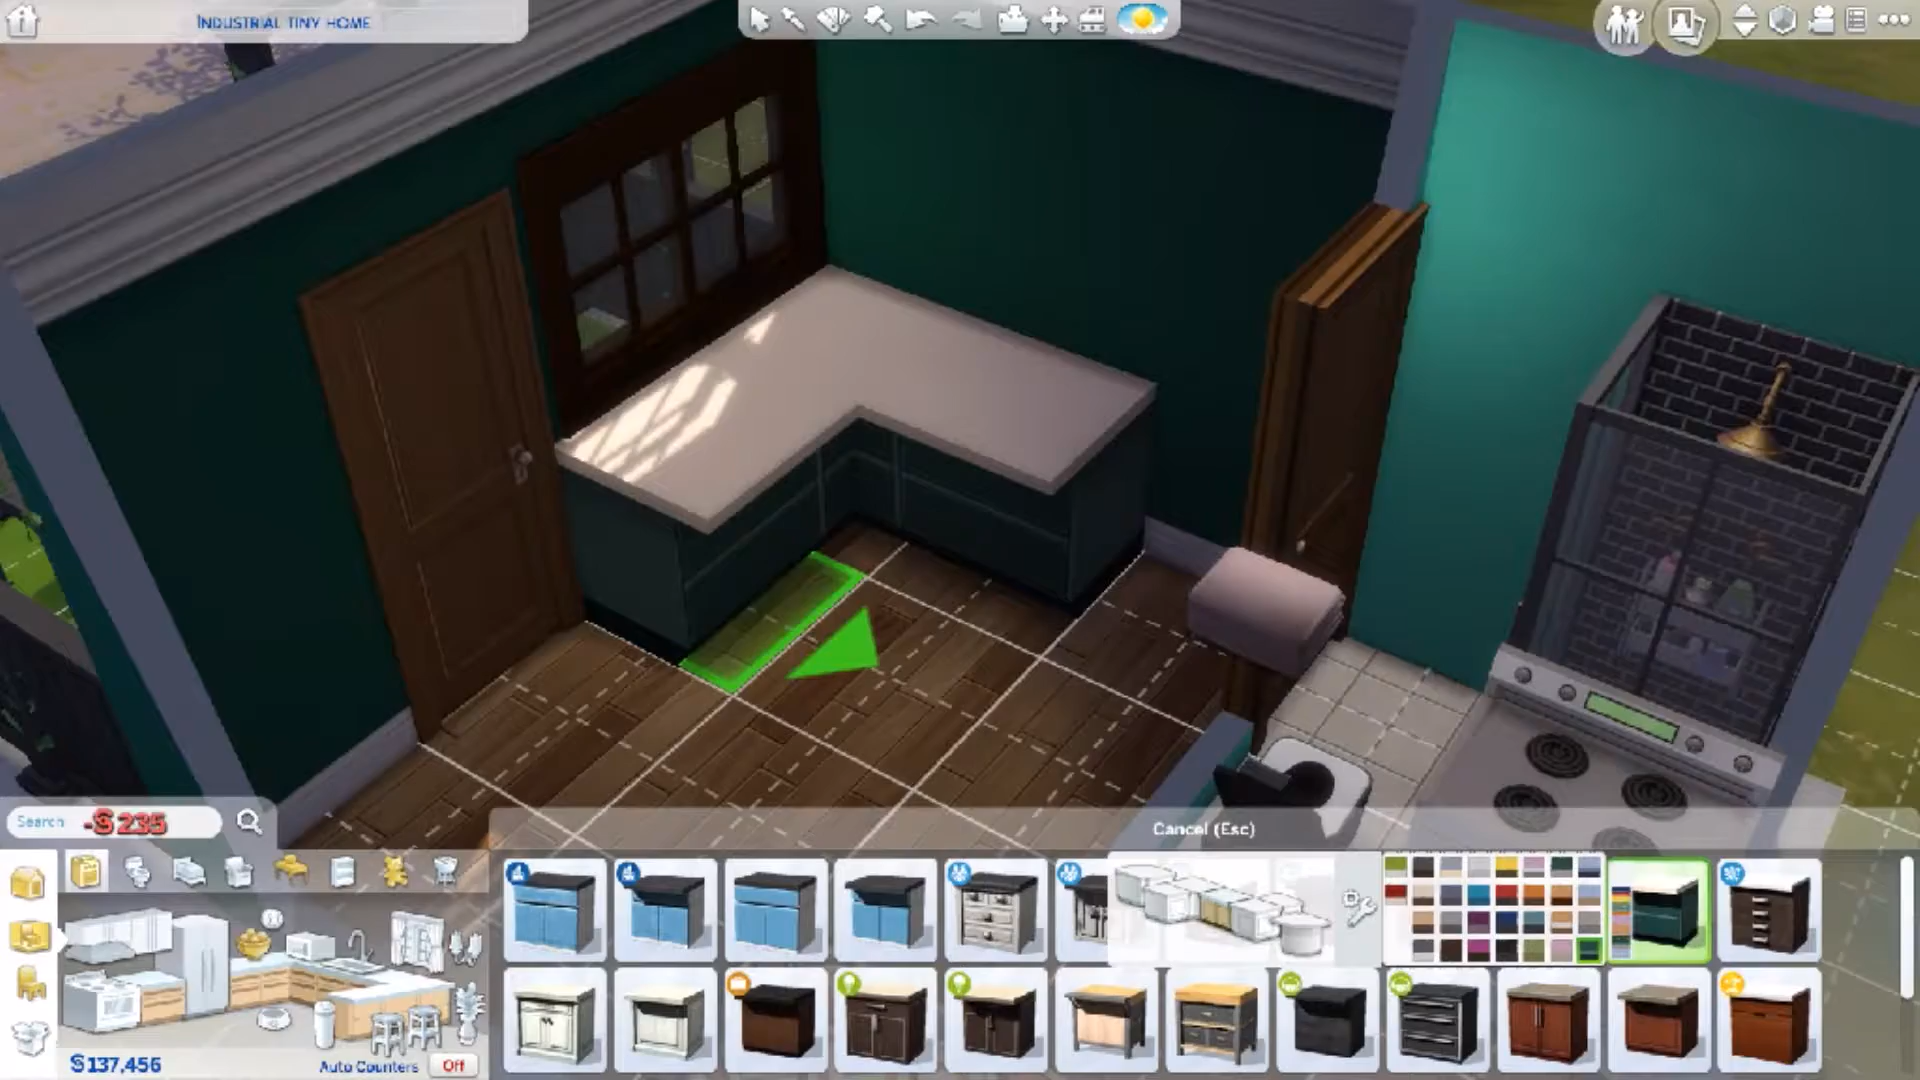 INDUSTRIAL TINY HOME
Search
-§235
Cancel (Esc)
§137,456
Auto Counters
Off